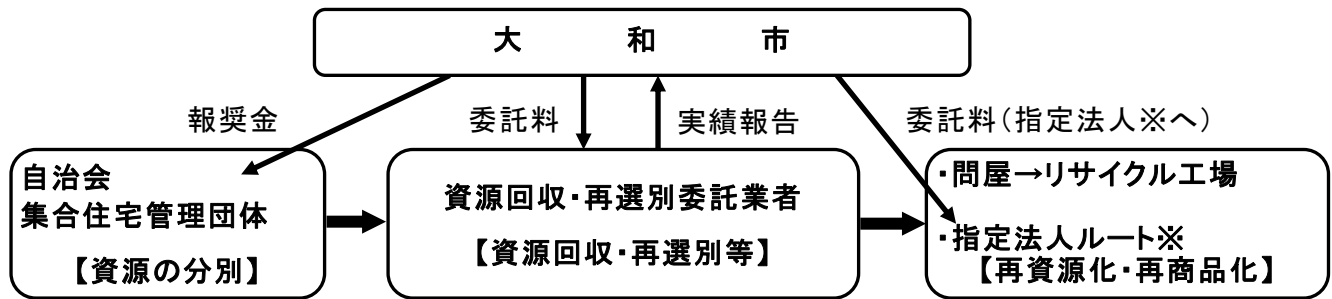 大　和　市
報奨金
委託料
実績報告
委託料（指定法人※へ）
自治会
集合住宅管理団体
【資源の分別】
資源回収・再選別委託業者
【資源回収・再選別等】
・問屋→リサイクル工場
・指定法人ルート※
【再資源化・再商品化】